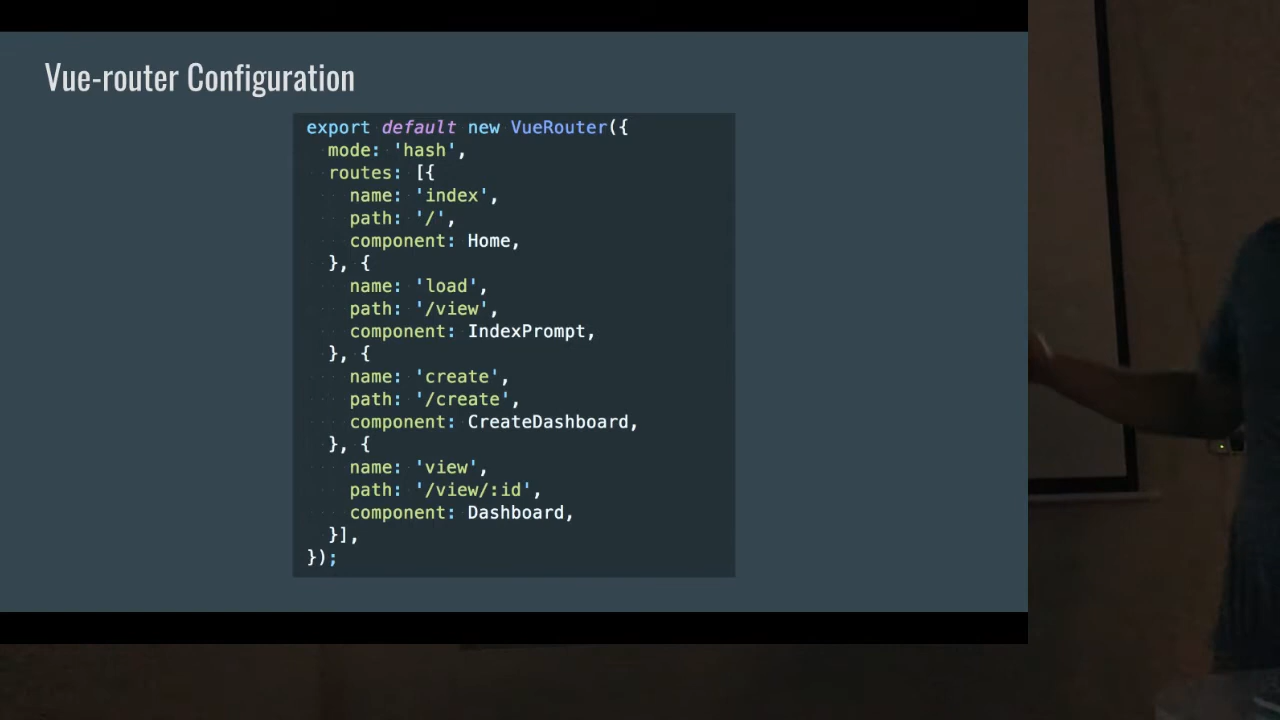 Vue-router Configuration
export default new VueRouter({
mode: 'hash',
routes: [{
name: 'index',
path: '/',
component: Home,
}, {
name: 'load',
path: '/view',
component: IndexPrompt,
}, {
name: 'create',
path: '/create',
component: CreateDashboard,
}, {
name: 'view',
path: '/view/:id',
component: Dashboard,
}],
});